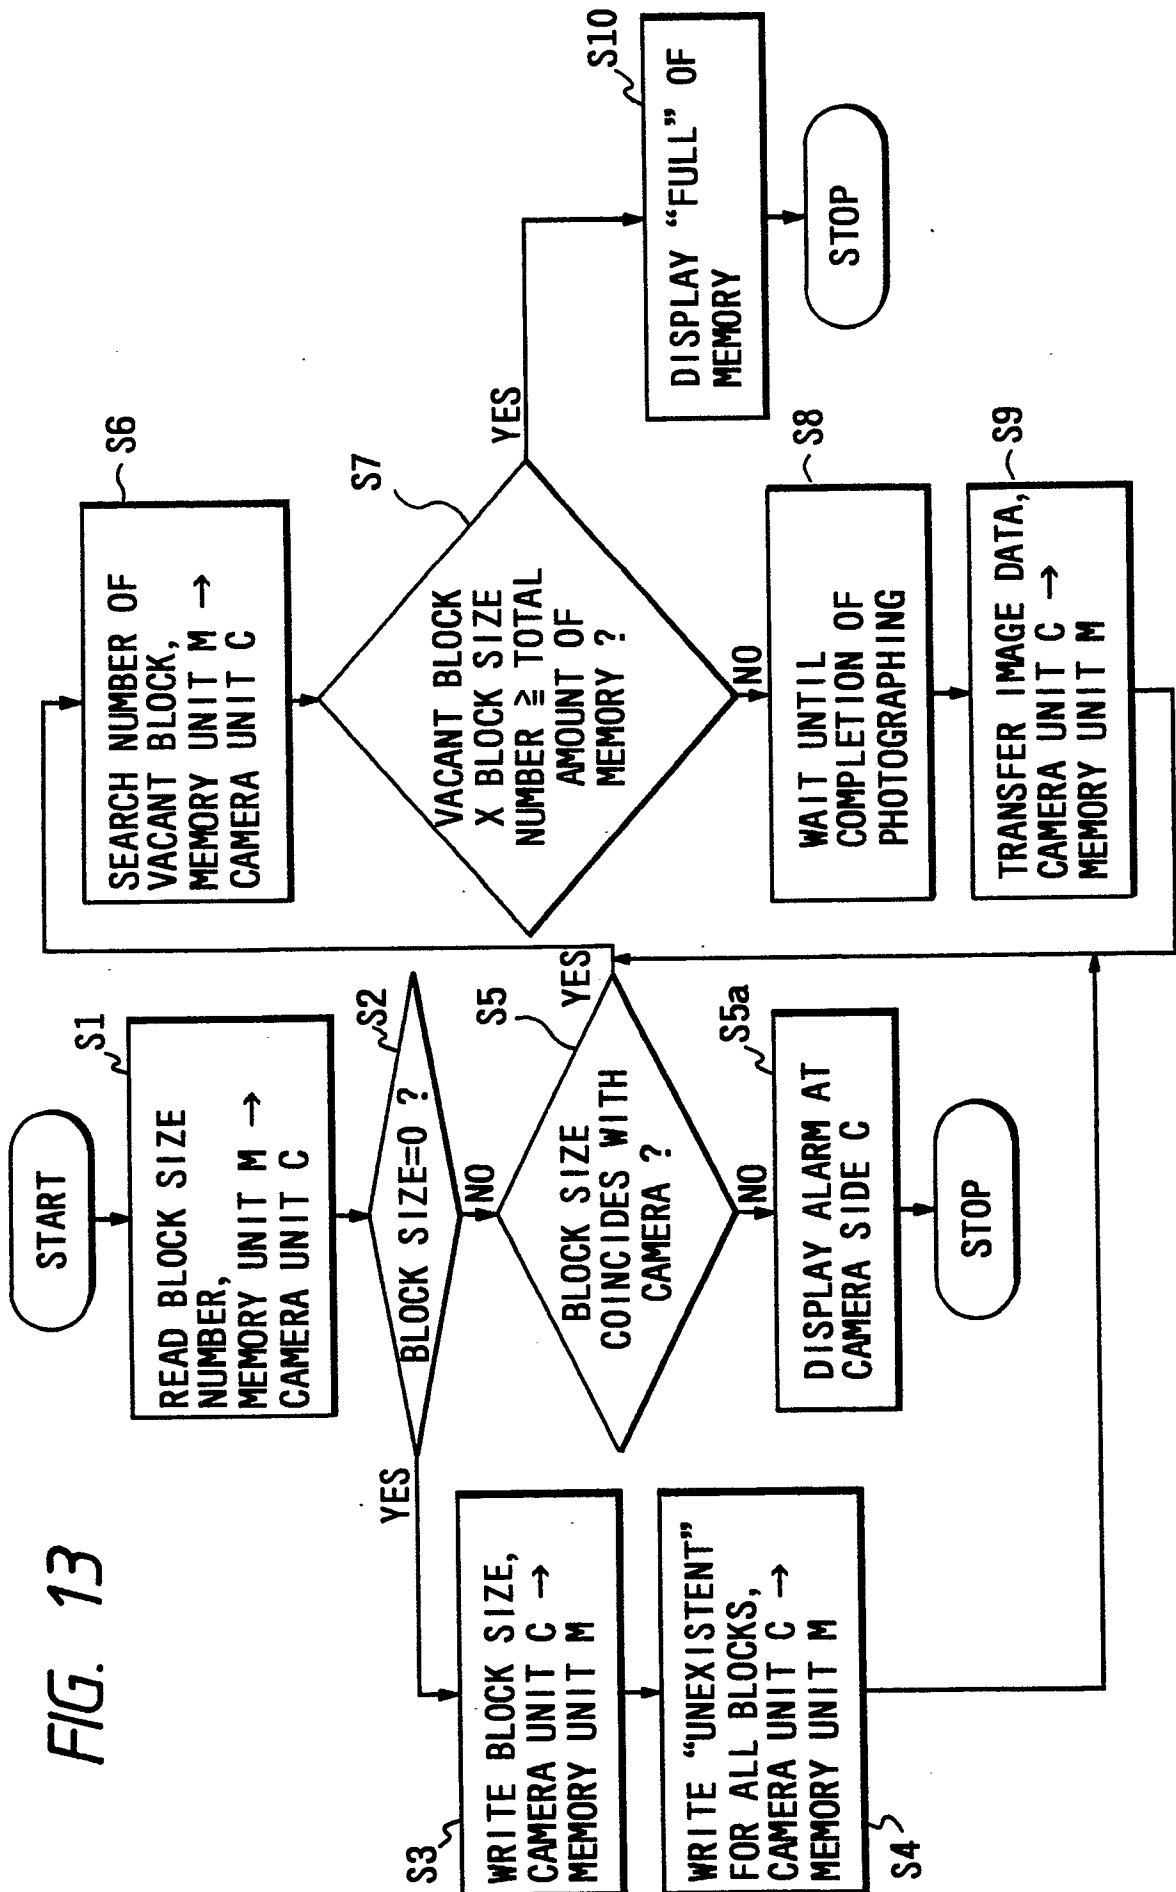 FIG. 13
START
S1
READ BLOCK SIZE
NUMBER,
MEMORY UNIT M →
CAMERA UNIT C
S2
BLOCK SIZE=0 ?
YES
NO
S3
WRITE BLOCK SIZE,
CAMERA UNIT C →
MEMORY UNIT M
S4
WRITE “UNEXISTENT”
FOR ALL BLOCKS,
CAMERA UNIT C →
MEMORY UNIT M
S5
BLOCK SIZE
COINCIDES WITH
CAMERA ?
YES
NO
S5a
DISPLAY ALARM AT
CAMERA SIDE C
STOP
S6
SEARCH NUMBER OF
VACANT BLOCK,
MEMORY UNIT M →
CAMERA UNIT C
S7
VACANT BLOCK
X BLOCK SIZE
NUMBER ≧ TOTAL
AMOUNT OF
MEMORY ?
YES
NO
S8
WAIT UNTIL
COMPLETION OF
PHOTOGRAPHING
S9
TRANSFER IMAGE DATA,
CAMERA UNIT C →
MEMORY UNIT M
S10
DISPLAY “FULL” OF
MEMORY
STOP